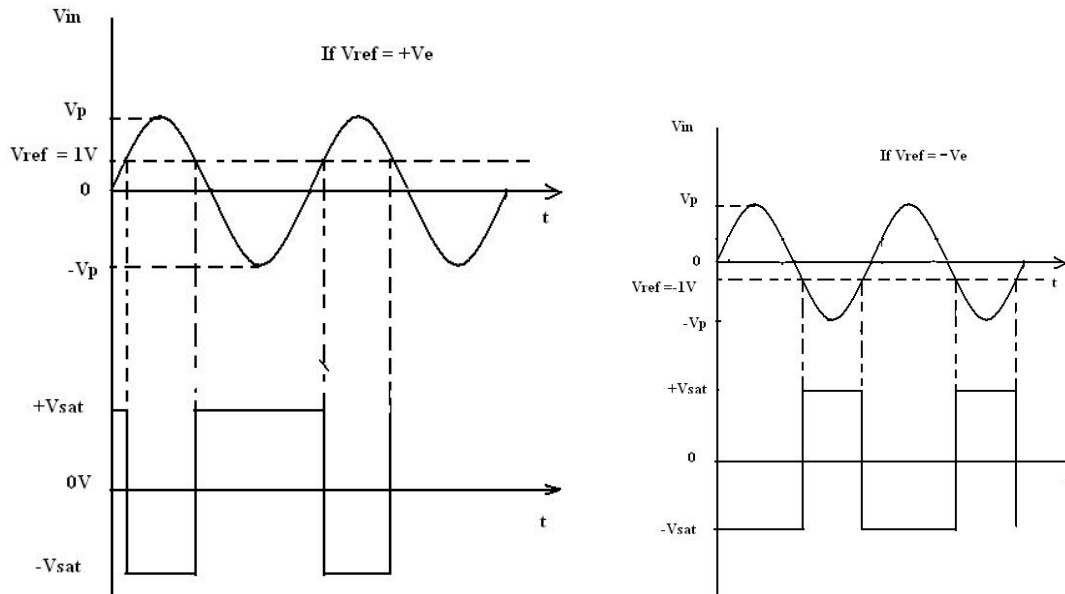 Vin
If Vref = +Ve
Vp
Vref = 1V
0
t
-Vp
+Vsat
0V
t
-Vsat
Vin
If Vref = -Ve
Vp
0
t
Vref =-1V
-Vp
+Vsat
0
-Vsat